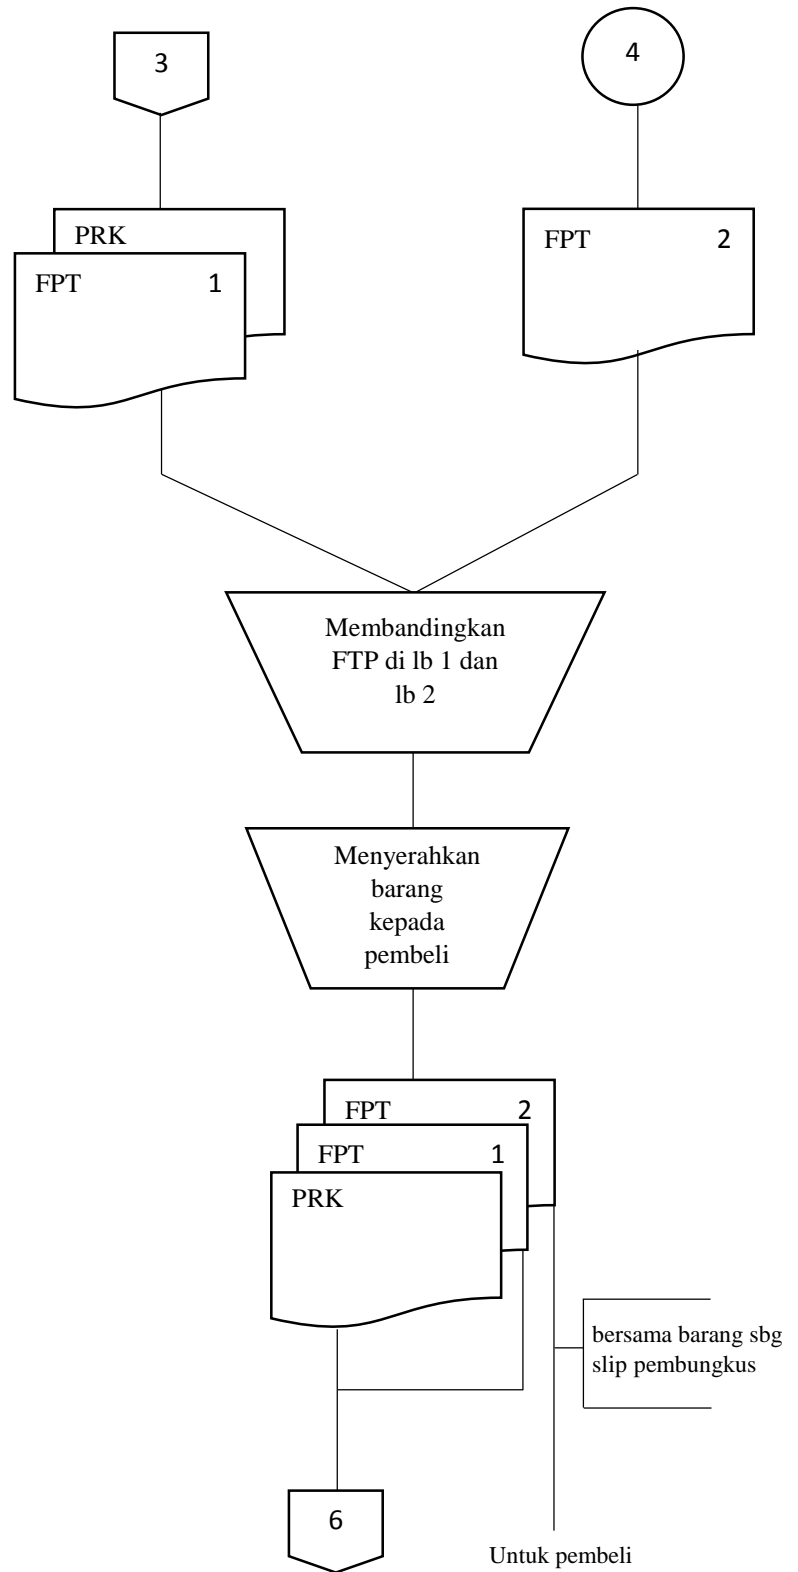 3
4
PRK
FPT 1
FPT 2
Membandingkan
FTP di lb 1 dan
lb 2
Menyerahkan
barang
kepada
pembeli
FPT 2
FPT 1
PRK
bersama barang sbg
slip pembungkus
6
Untuk pembeli